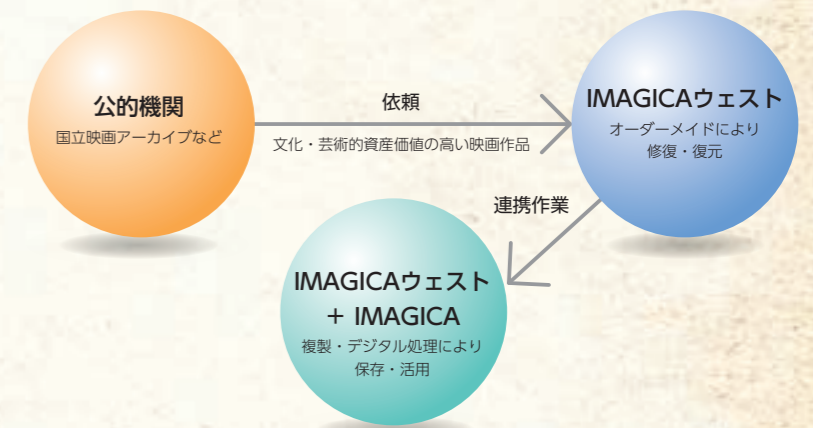 公的機関
国立映画アーカイブなど
依頼
文化・芸術的資産価値の高い映画作品
IMAGICAウェスト
オーダーメイドにより
修復・復元
連携作業
IMAGICAウェスト
＋ IMAGICA
複製・デジタル処理により
保存・活用